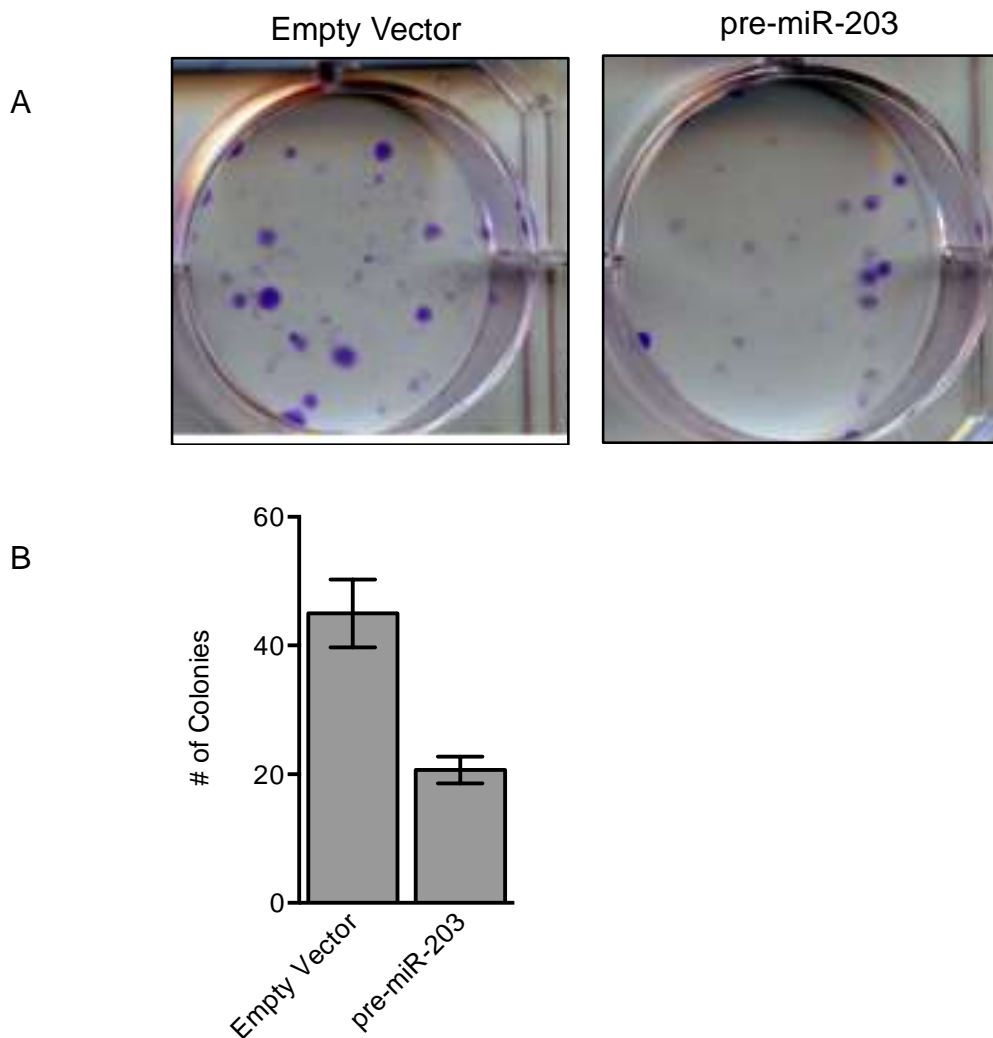 Empty Vector
pre-miR-203
A
B
60
40
20
0
# of Colonies
Empty Vector
pre-miR-203